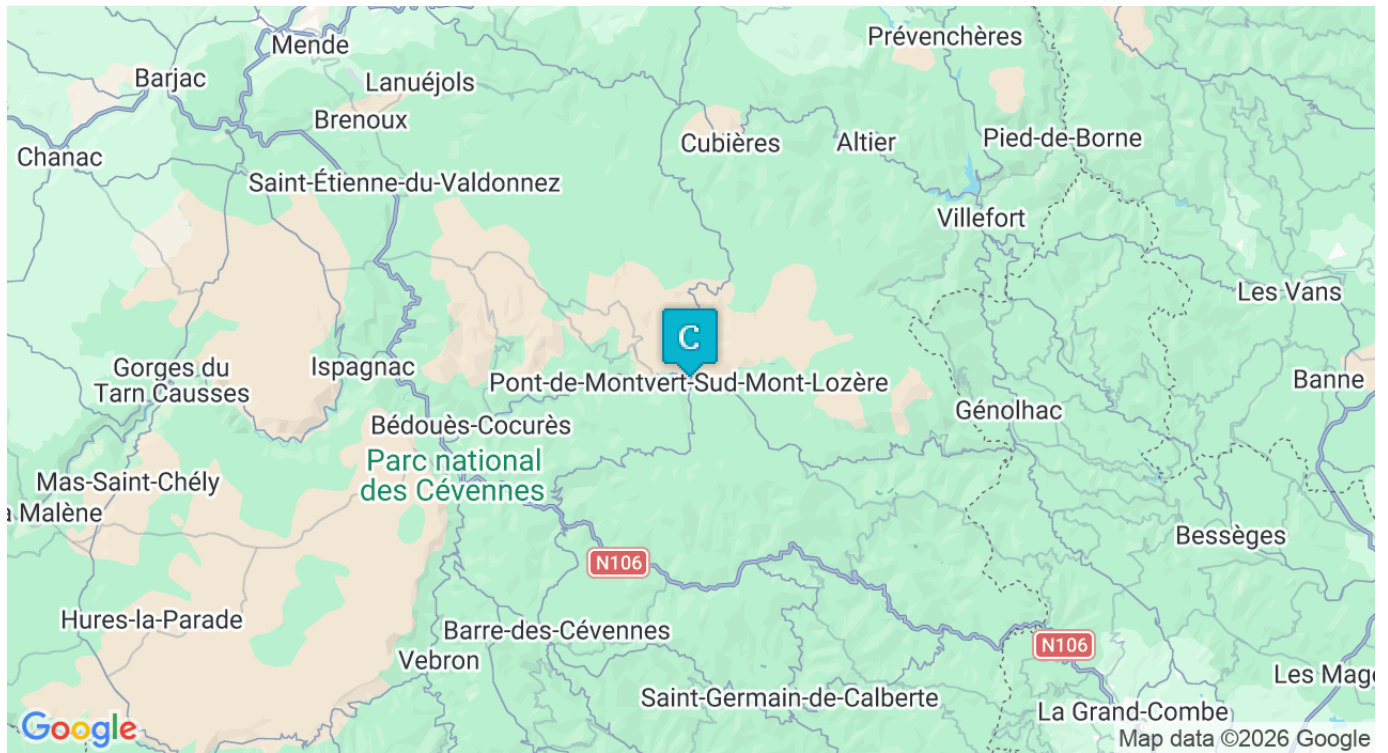 Mende
Prévenchères
Barjac
Lanuéjols
Brenoux
Cubières
Altier
Pied-de-Borne
Chanac
Saint-Étienne-du-Valdonnez
Villefort
Les Vans
C
Gorges du
Tarn Causses
Ispagnac
Pont-de-Montvert-Sud-Mont-Lozère
Banne
Génolhac
Bédouès-Cocurès
Parc national
des Cévennes
Mas-Saint-Chély
a Malène
Bessèges
N106
Hures-la-Parade
Barre-des-Cévennes
N106
Vebron
Les Mage
Saint-Germain-de-Calberte
La Grand-Combe
Google
Map data ©2026 Google